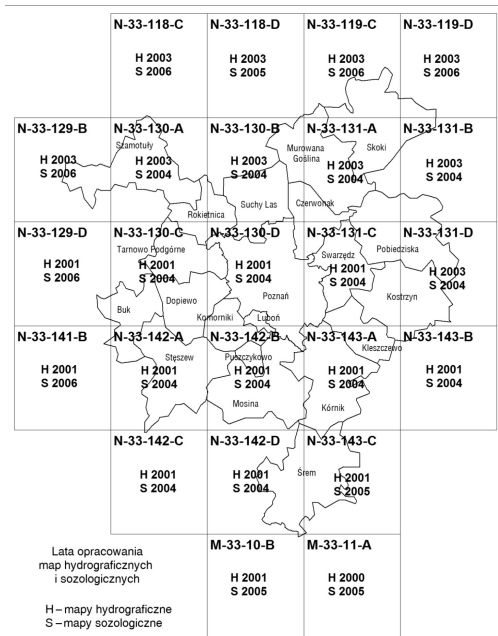 N-33-118-C
N-33-118-D
N-33-119-C
N-33-119-D
H 2003
S 2006
H 2003
S 2005
H 2003
S 2006
H 2003
S 2006
N-33-129-B
N-33-130-A
N-33-130-B
N-33-131-A
N-33-131-B
Szamotuły
Murowana
Goślina
Skoki
H 2003
S 2006
H 2003
S 2004
H 2003
S 2004
H 2003
S 2004
H 2003
S 2004
Suchy Las
Czerwonak
Rokietnica
N-33-129-D
N-33-130-C
N-33-130-D
N-33-131-C
N-33-131-D
Tarnowo Podgórne
Swarzędz
Pobiedziska
H 2001
S 2006
H 2001
S 2004
H 2001
S 2004
H 2001
S 2004
H 2003
S 2004
Buk
Dopiewo
Poznań
Kostrzyn
Komorniki
Luboń
N-33-141-B
N-33-142-A
N-33-142-B
N-33-143-A
N-33-143-B
Kleszczewo
Stęszew
Puszczykowo
H 2001
S 2006
H 2001
S 2004
H 2001
S 2004
H 2001
S 2004
H 2001
S 2004
Mosina
Kórnik
N-33-142-C
N-33-142-D
N-33-143-C
H 2001
S 2004
H 2001
S 2004
Śrem
H 2001
S 2005
M-33-10-B
M-33-11-A
H 2001
S 2005
H 2000
S 2005
Lata opracowania
map hydrograficznych
i sozologicznych
H – mapy hydrograficzne
S – mapy sozologiczne